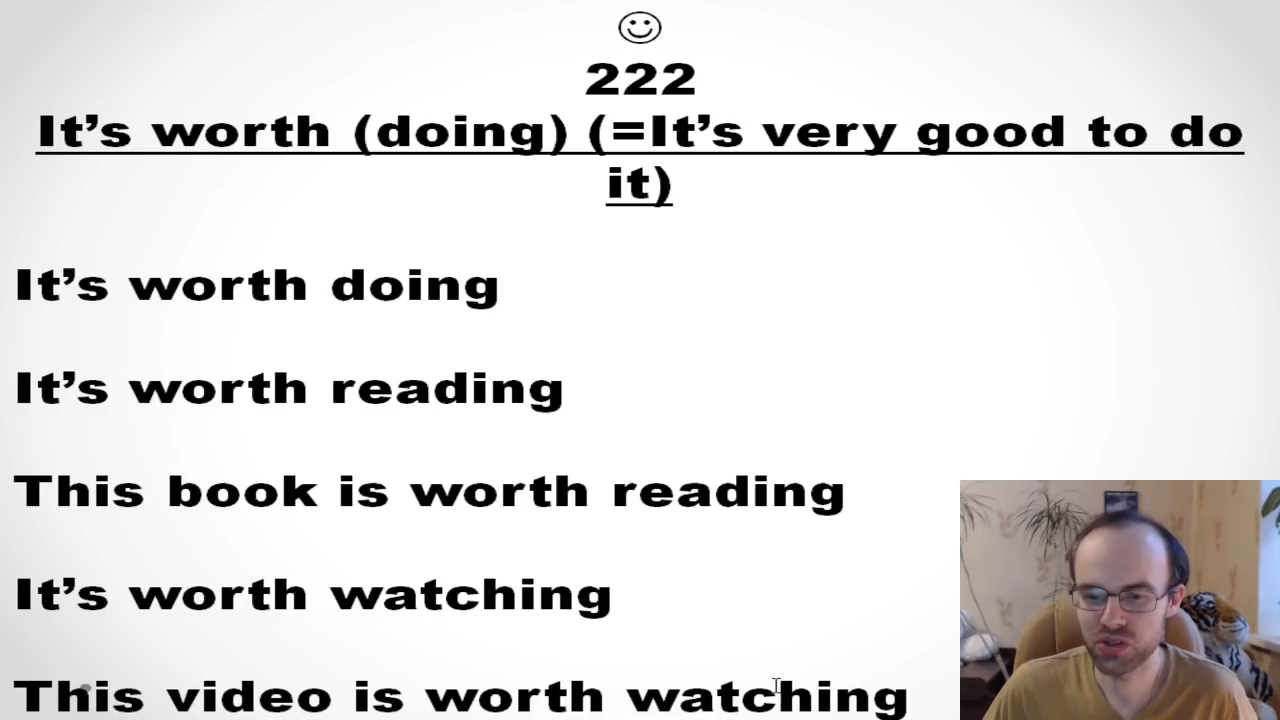 222
It’s worth (doing) (=It’s very good to do
it)
It’s worth doing
It’s worth reading
This book is worth reading
It’s worth watching
This video is worth watching